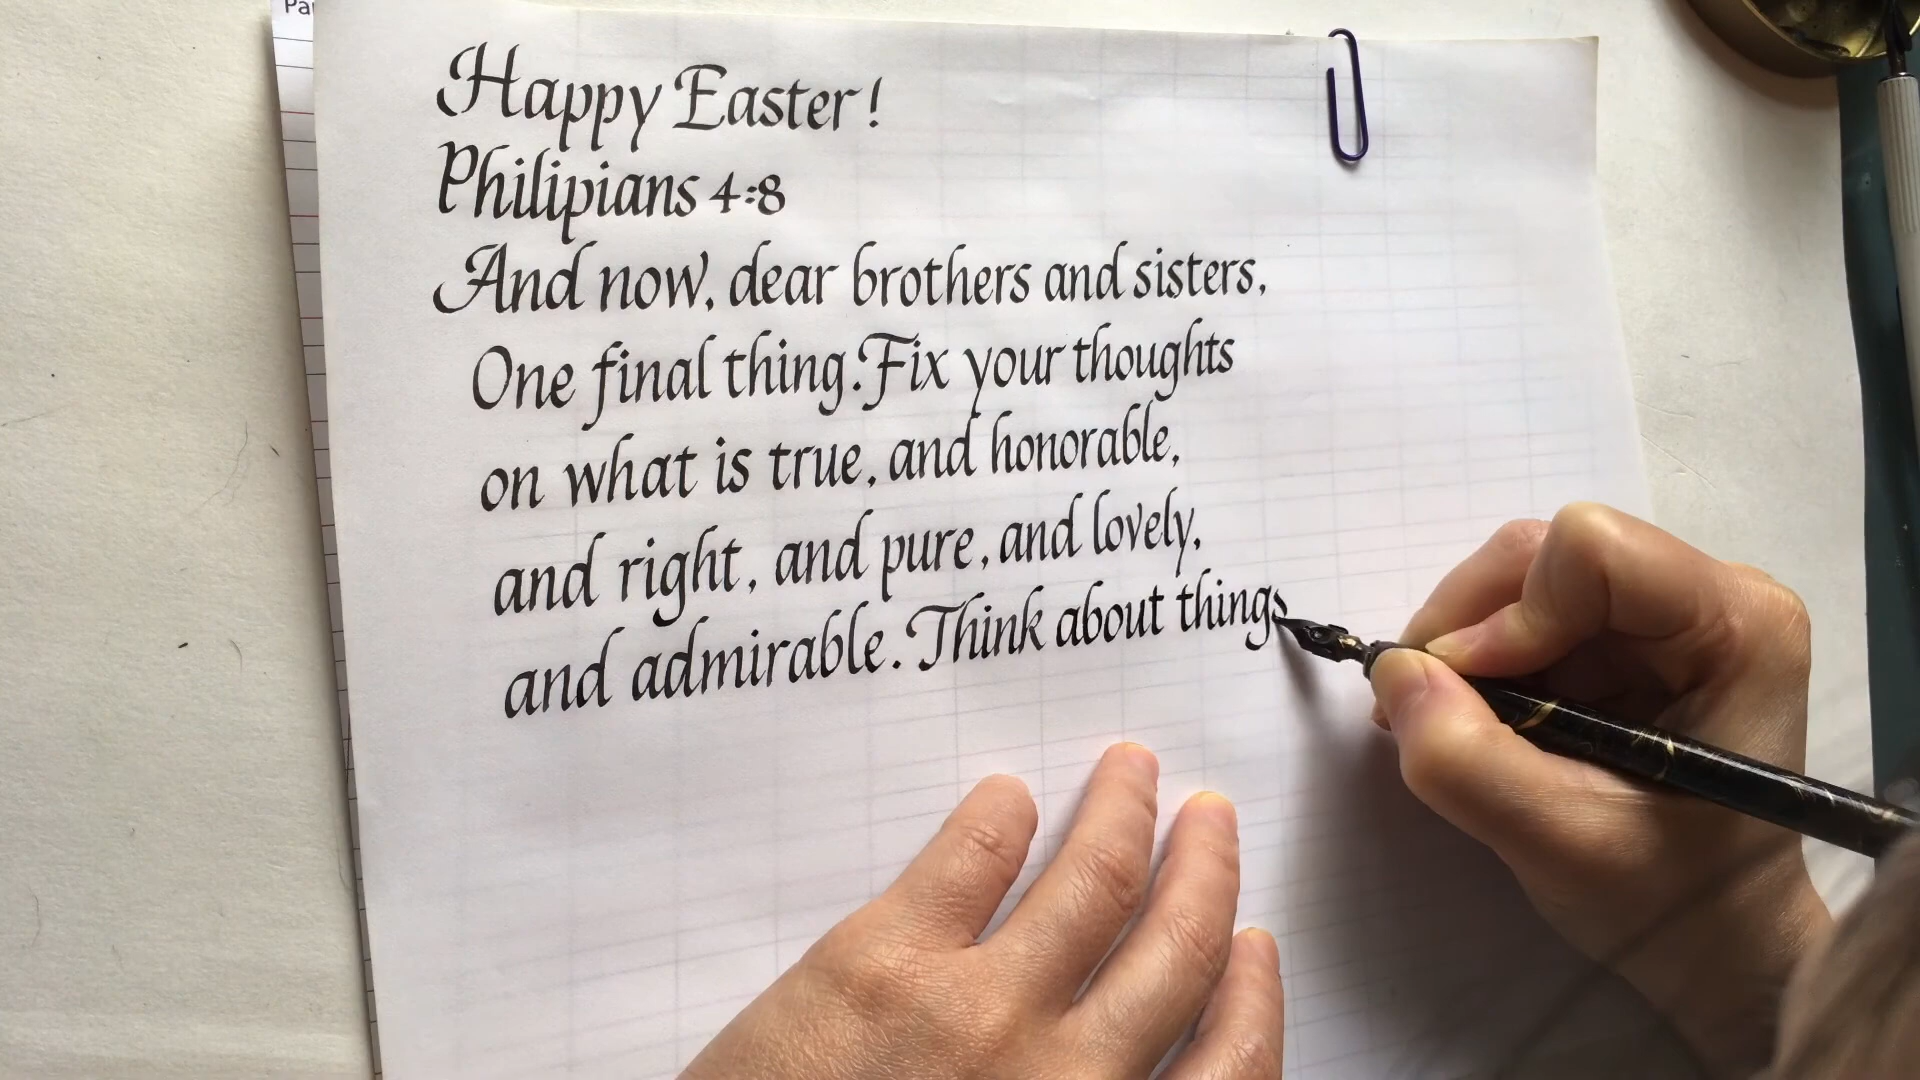 Pa
Happy Easter!
Philipians 4:8
And now, dear brothers and sisters,
One final thing. Fix your thoughts
on what is true, and honorable,
and right, and pure, and lovely,
and admirable. Think about things